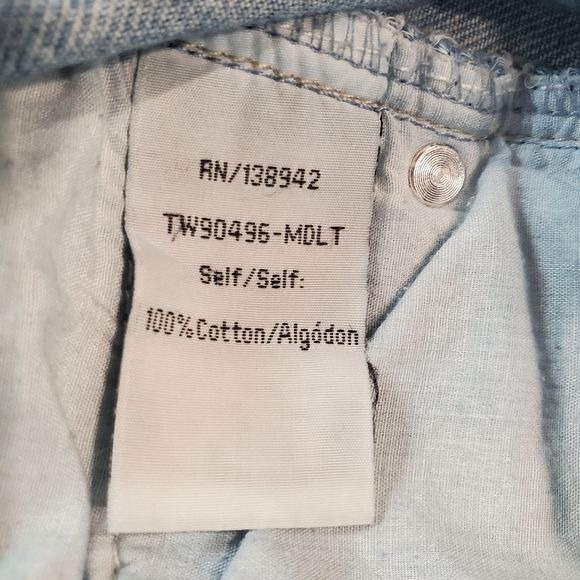 RN/138942
TW90496-MDLT
Self/Self:
100%Cotton/Algódon